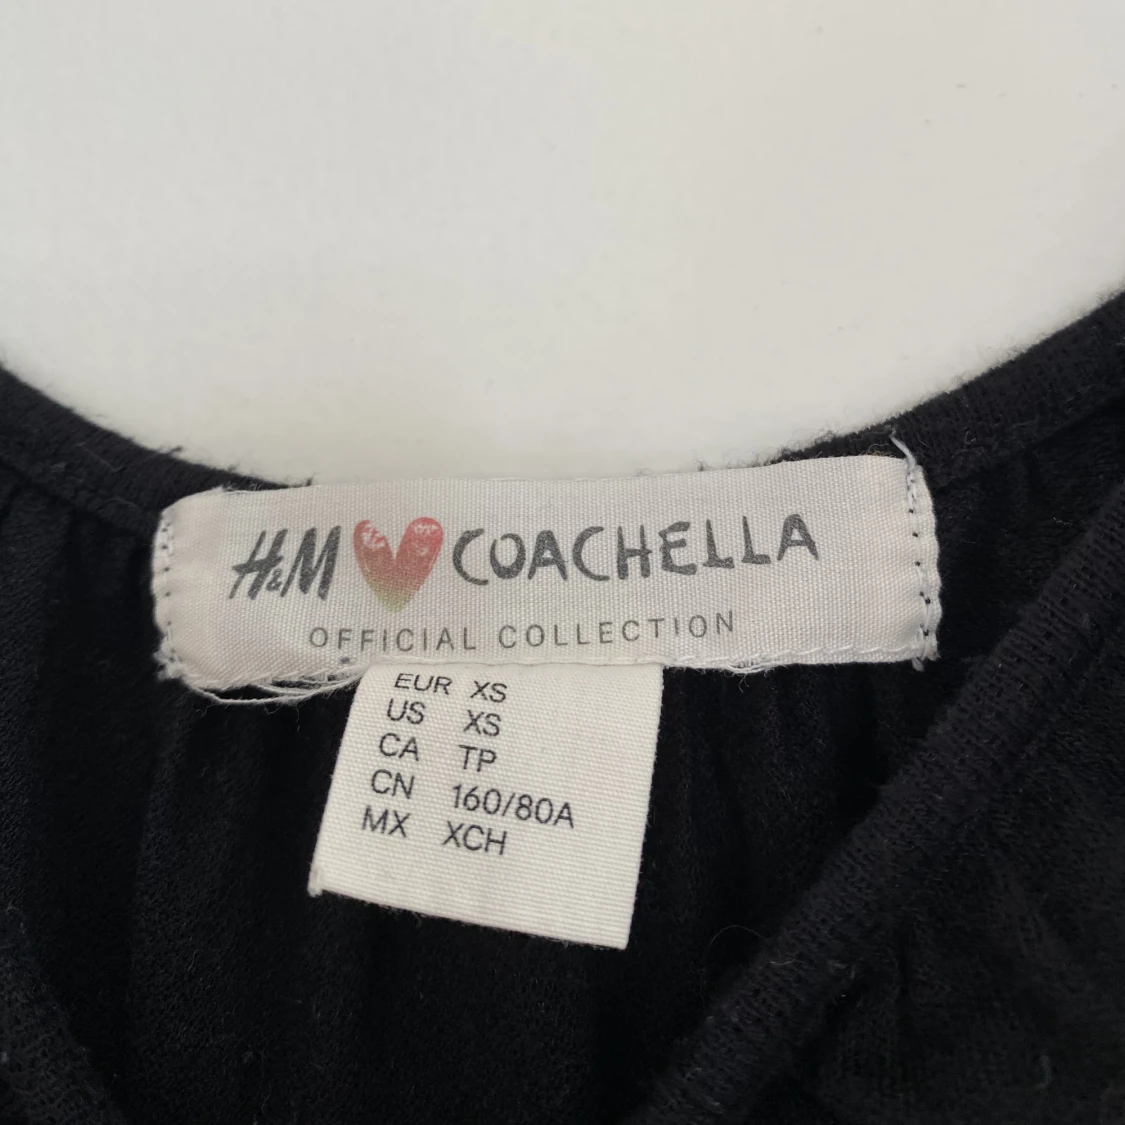 H&M COACHELLA
OFFICIAL COLLECTION
EUR XS
US XS
CA TP
CN 160/80A
MX XCH